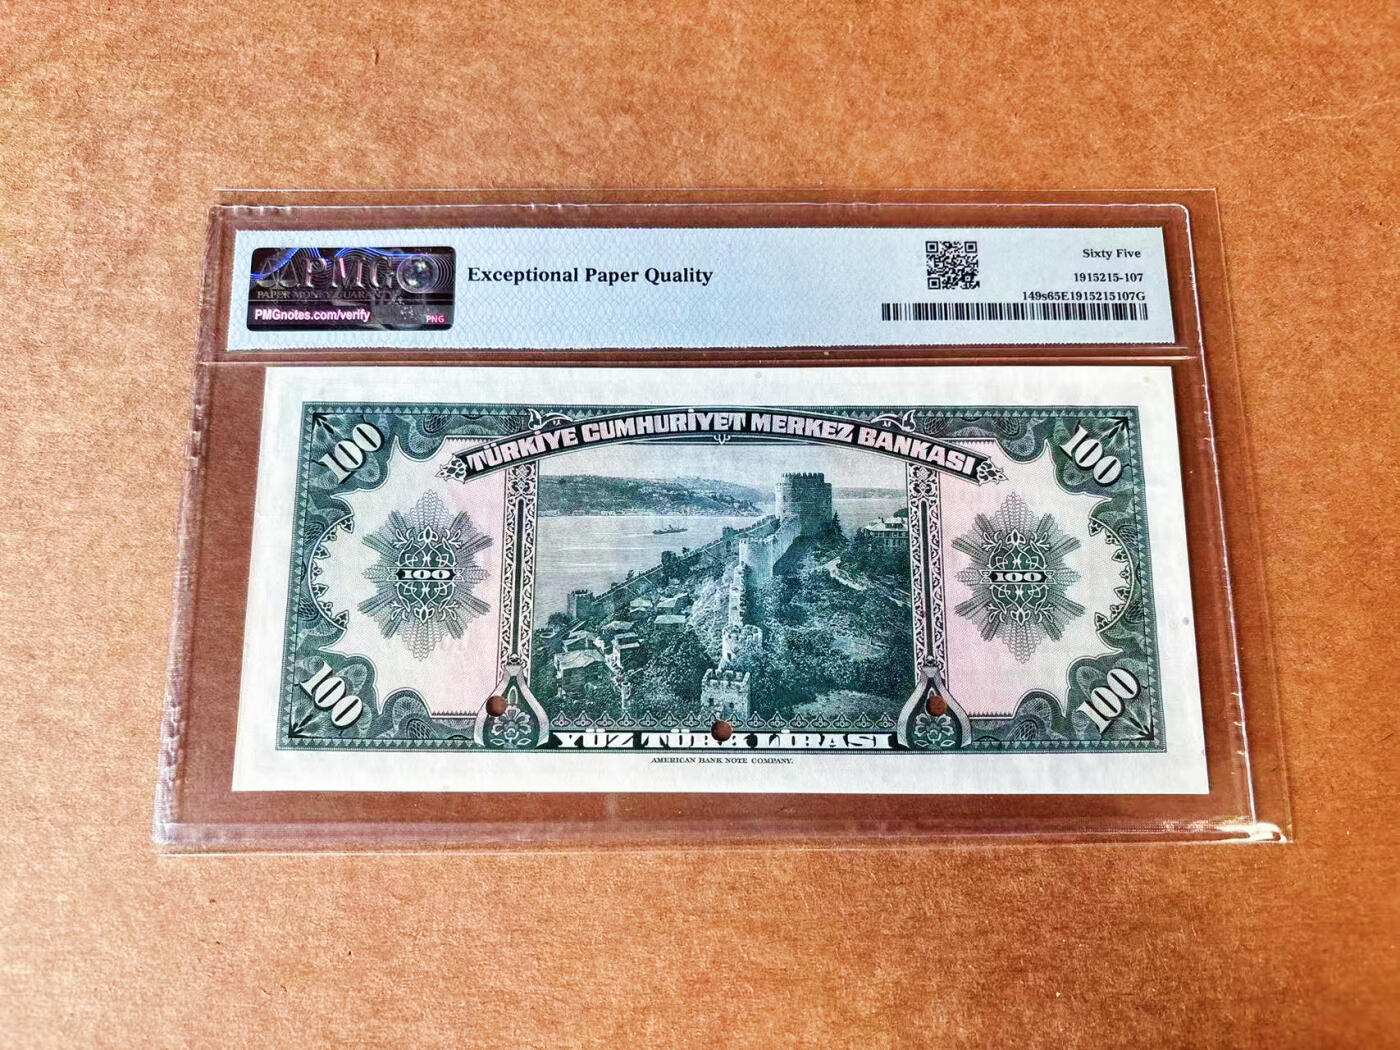 PMG
PAPER MONEY GUARANTY
PMGnotes.com/verify
PNG
Exceptional Paper Quality
Sixty Five
1915215-107
149s65E1915215107G
TÜRKİYE CUMHURİYET MERKEZ BANKASI
100
100
100
100
100
100
YÜZ TÜRK LİRASI
AMERICAN BANK NOTE COMPANY.